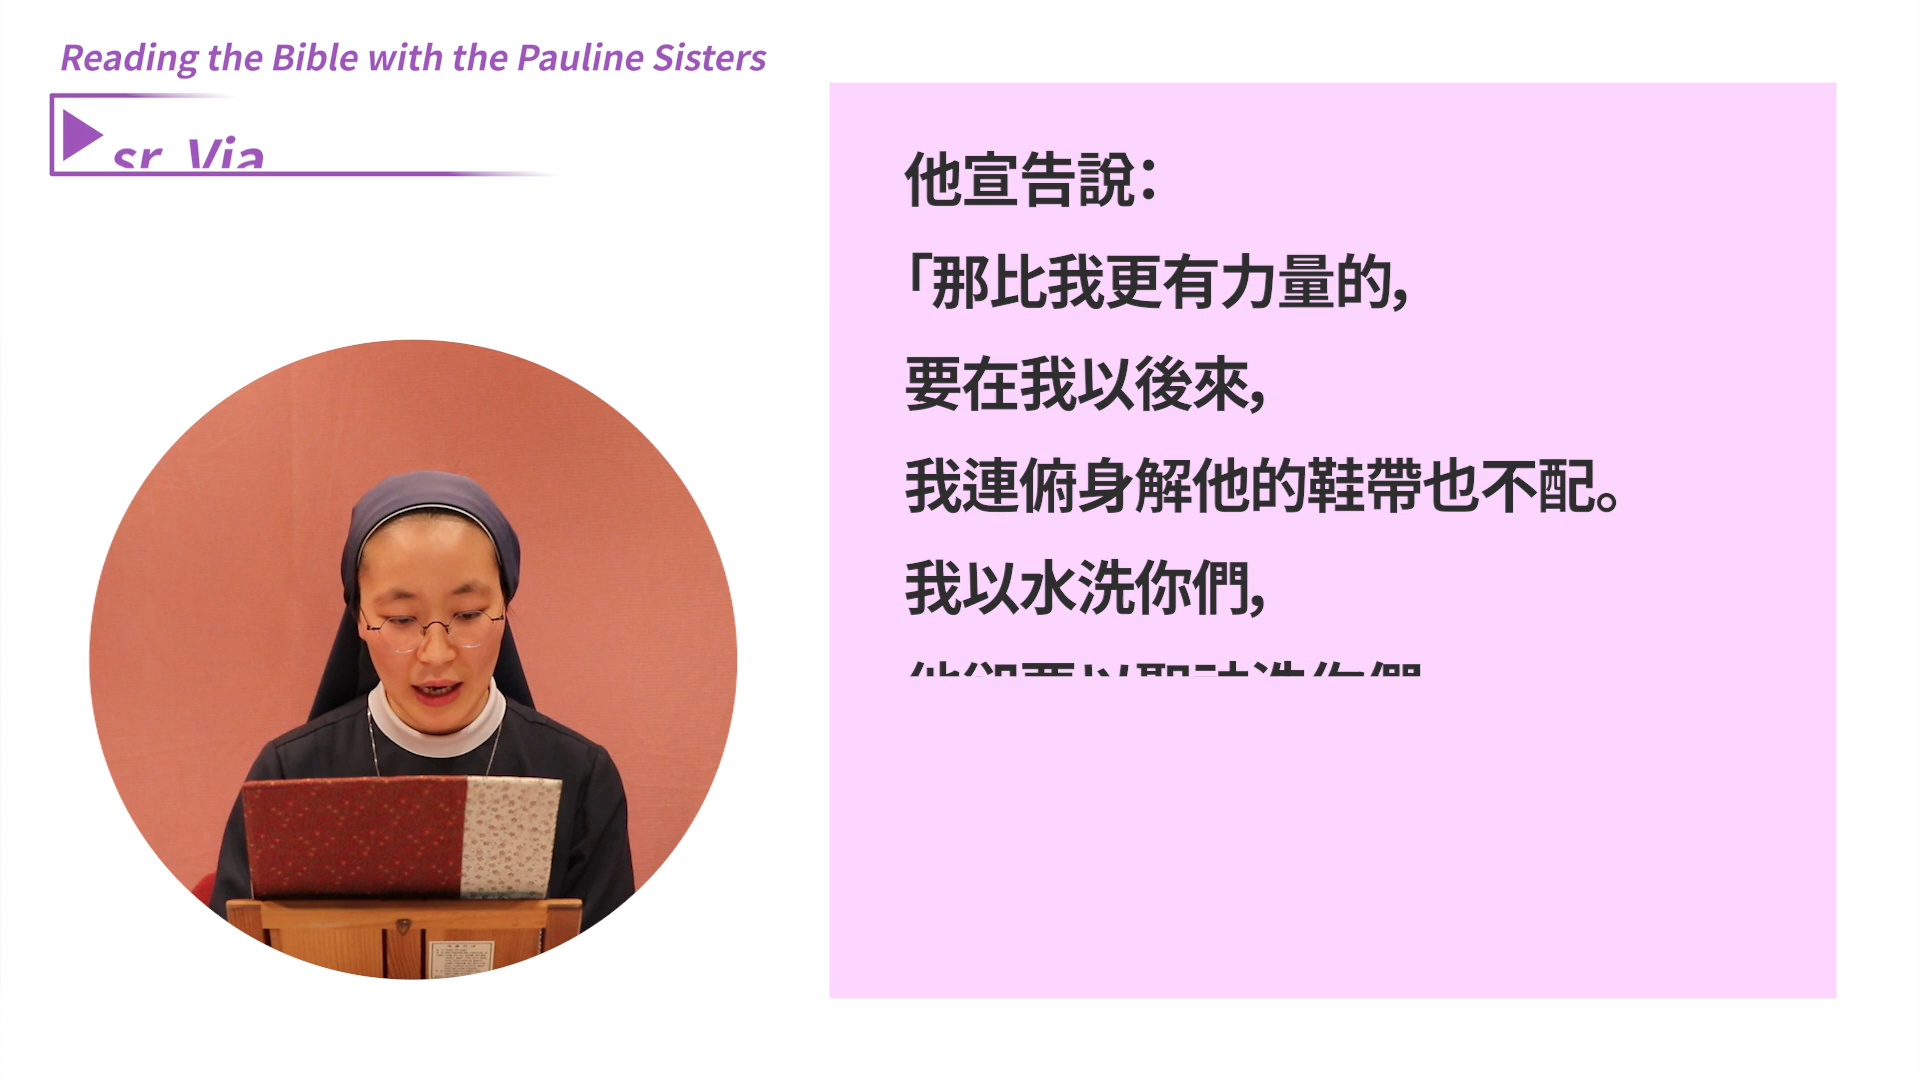 Reading the Bible with the Pauline Sisters
sr Via
他宣告說：
「那比我更有力量的，
要在我以後來，
我連俯身解他的鞋帶也不配。
我以水洗你們，